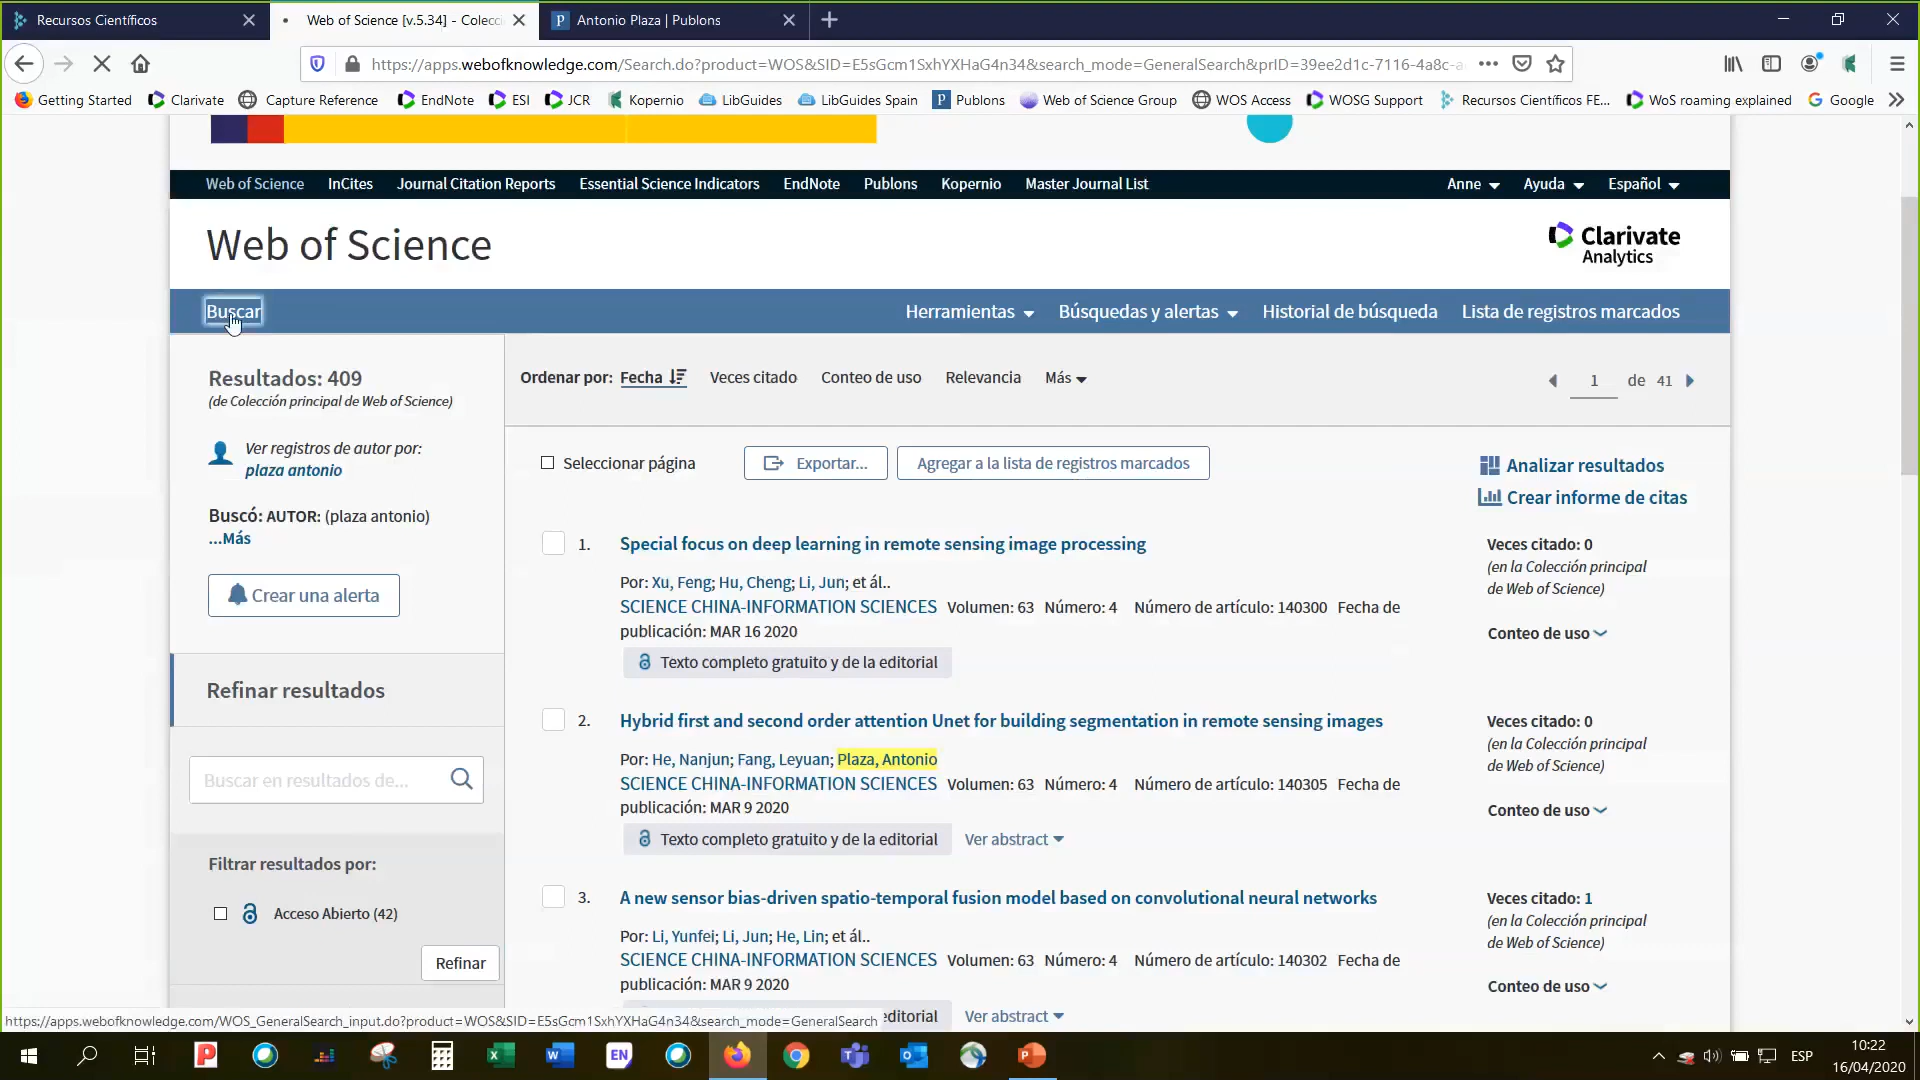 Recursos Científicos
Web of Science [v.5.34] - Colecc
Antonio Plaza | Publons
https://apps.webofknowledge.com/Search.do?product=WOS&SID=E5sGcm1SxhYXHaG4n34&search_mode=GeneralSearch&prID=39ee2d1c-7116-4a8c-a
Getting Started Clarivate Capture Reference EndNote ESI JCR Kopernio LibGuides LibGuides Spain Publons Web of Science Group WOS Access WOSG Support Recursos Científicos FE... WoS roaming explained Google
Web of Science InCites Journal Citation Reports Essential Science Indicators EndNote Publons Kopernio Master Journal List Anne Ayuda Español
Web of Science
Clarivate
Analytics
Buscar Herramientas Búsquedas y alertas Historial de búsqueda Lista de registros marcados
Resultados: 409
(de Colección principal de Web of Science)
Ver registros de autor por:
plaza antonio
Buscó: AUTOR: (plaza antonio)
...Más
Crear una alerta
Refinar resultados
Buscar en resultados de...
Filtrar resultados por:
Acceso Abierto (42)
Refinar
Ordenar por: Fecha Veces citado Conteo de uso Relevancia Más
1 de 41
Seleccionar página Exportar... Agregar a la lista de registros marcados
Analizar resultados
Crear informe de citas
1. Special focus on deep learning in remote sensing image processing
Por: Xu, Feng; Hu, Cheng; Li, Jun; et ál..
SCIENCE CHINA-INFORMATION SCIENCES Volumen: 63 Número: 4 Número de artículo: 140300 Fecha de
publicación: MAR 16 2020
Texto completo gratuito y de la editorial
Veces citado: 0
(en la Colección principal
de Web of Science)
Conteo de uso
2. Hybrid first and second order attention Unet for building segmentation in remote sensing images
Por: He, Nanjun; Fang, Leyuan; Plaza, Antonio
SCIENCE CHINA-INFORMATION SCIENCES Volumen: 63 Número: 4 Número de artículo: 140305 Fecha de
publicación: MAR 9 2020
Texto completo gratuito y de la editorial Ver abstract
Veces citado: 0
(en la Colección principal
de Web of Science)
Conteo de uso
3. A new sensor bias-driven spatio-temporal fusion model based on convolutional neural networks
Por: Li, Yunfei; Li, Jun; He, Lin; et ál..
SCIENCE CHINA-INFORMATION SCIENCES Volumen: 63 Número: 4 Número de artículo: 140302 Fecha de
publicación: MAR 9 2020
editorial Ver abstract
Veces citado: 1
(en la Colección principal
de Web of Science)
Conteo de uso
https://apps.webofknowledge.com/WOS_GeneralSearch_input.do?product=WOS&SID=E5sGcm1SxhYXHaG4n34&search_mode=GeneralSearch
EN
ESP
10:22
16/04/2020